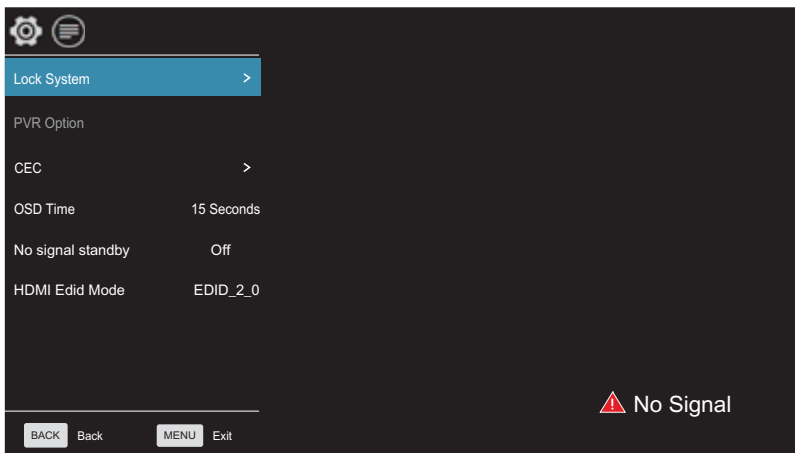 Lock System >
PVR Option
CEC >
OSD Time 15 Seconds
No signal standby Off
HDMI Edid Mode EDID_2_0
No Signal
BACK Back MENU Exit